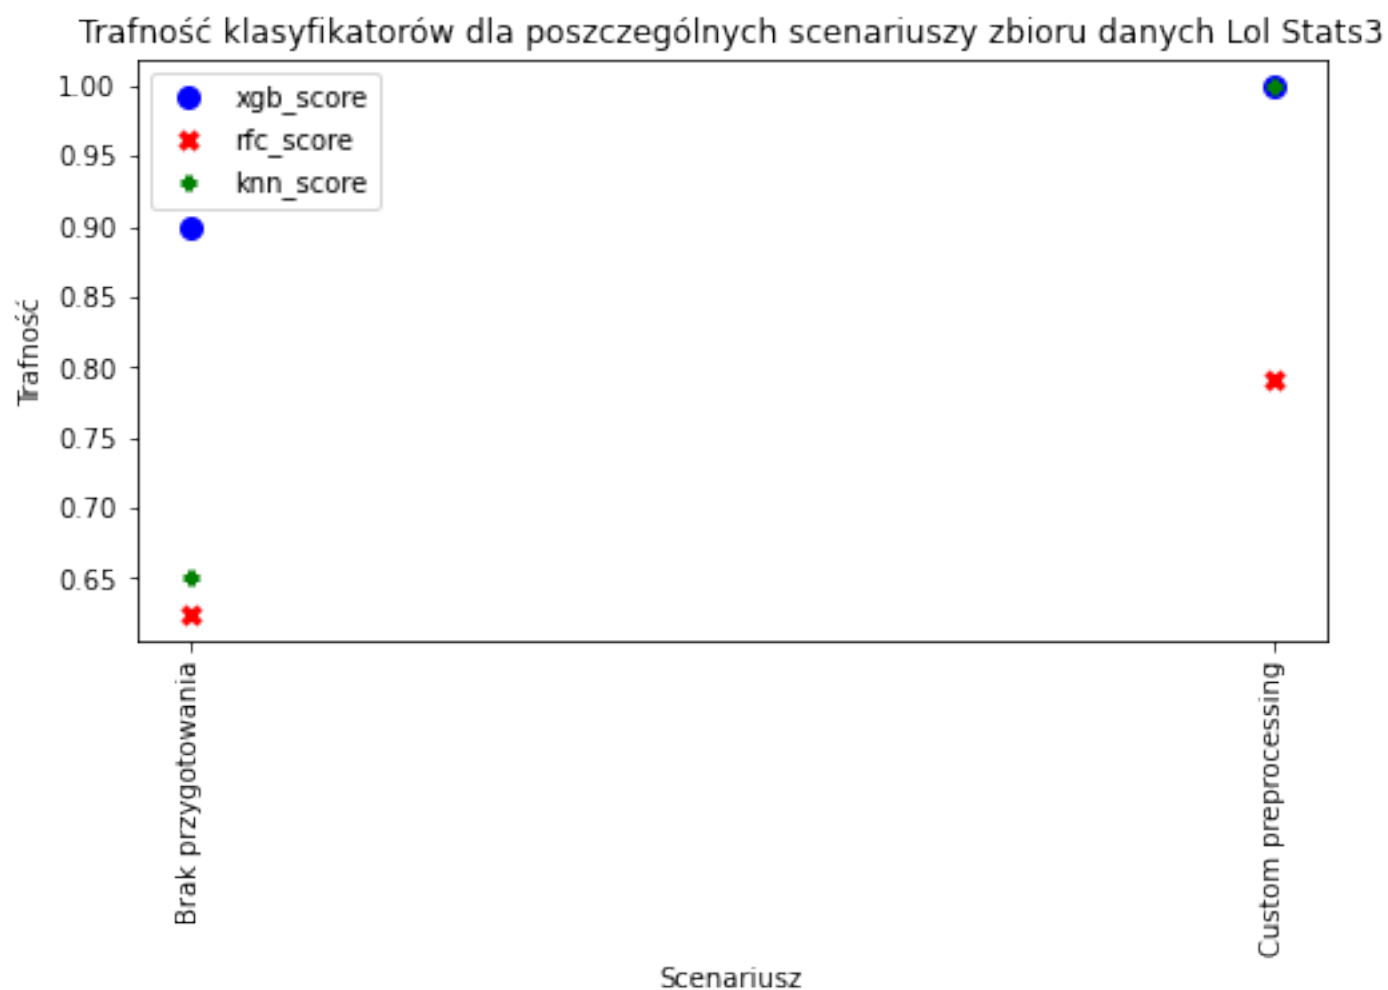 Trafność klasyfikatorów dla poszczególnych scenariuszy zbioru danych Lol Stats3
xgb_score
rfc_score
knn_score
1.00
0.95
0.90
0.85
0.80
0.75
0.70
0.65
Trafność
Brak przygotowania
Custom preprocessing
Scenariusz